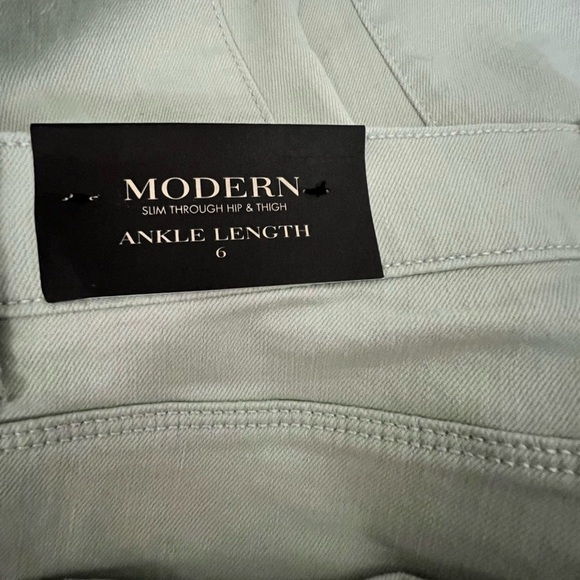 MODERN
SLIM THROUGH HIP & THIGH
ANKLE LENGTH
6